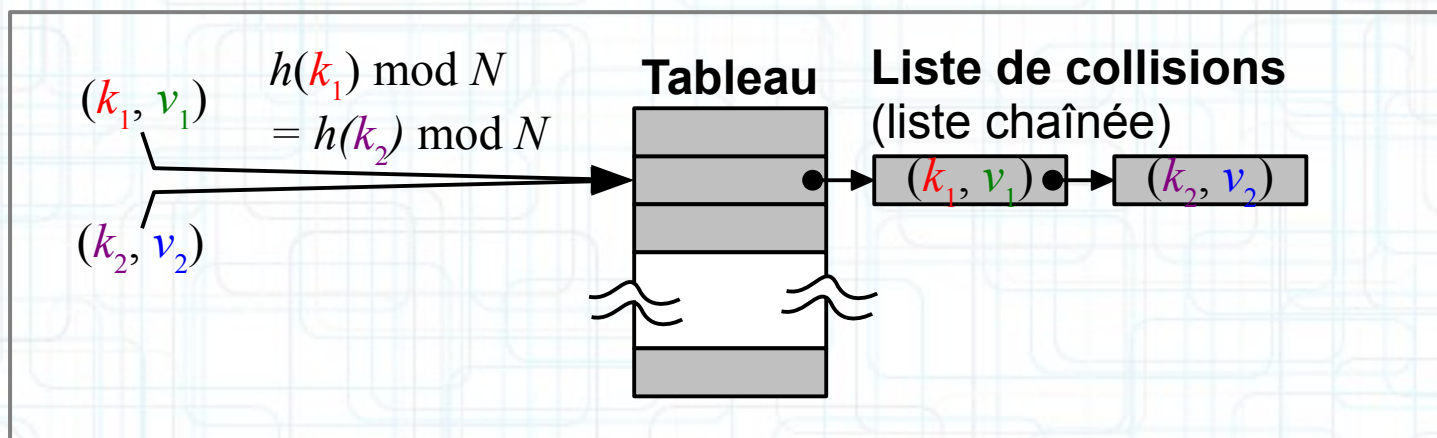 (k₁, v₁)
h(k₁) mod N
= h(k₂) mod N
(k₂, v₂)
Tableau
Liste de collisions
(liste chaînée)
(k₁, v₁)
(k₂, v₂)